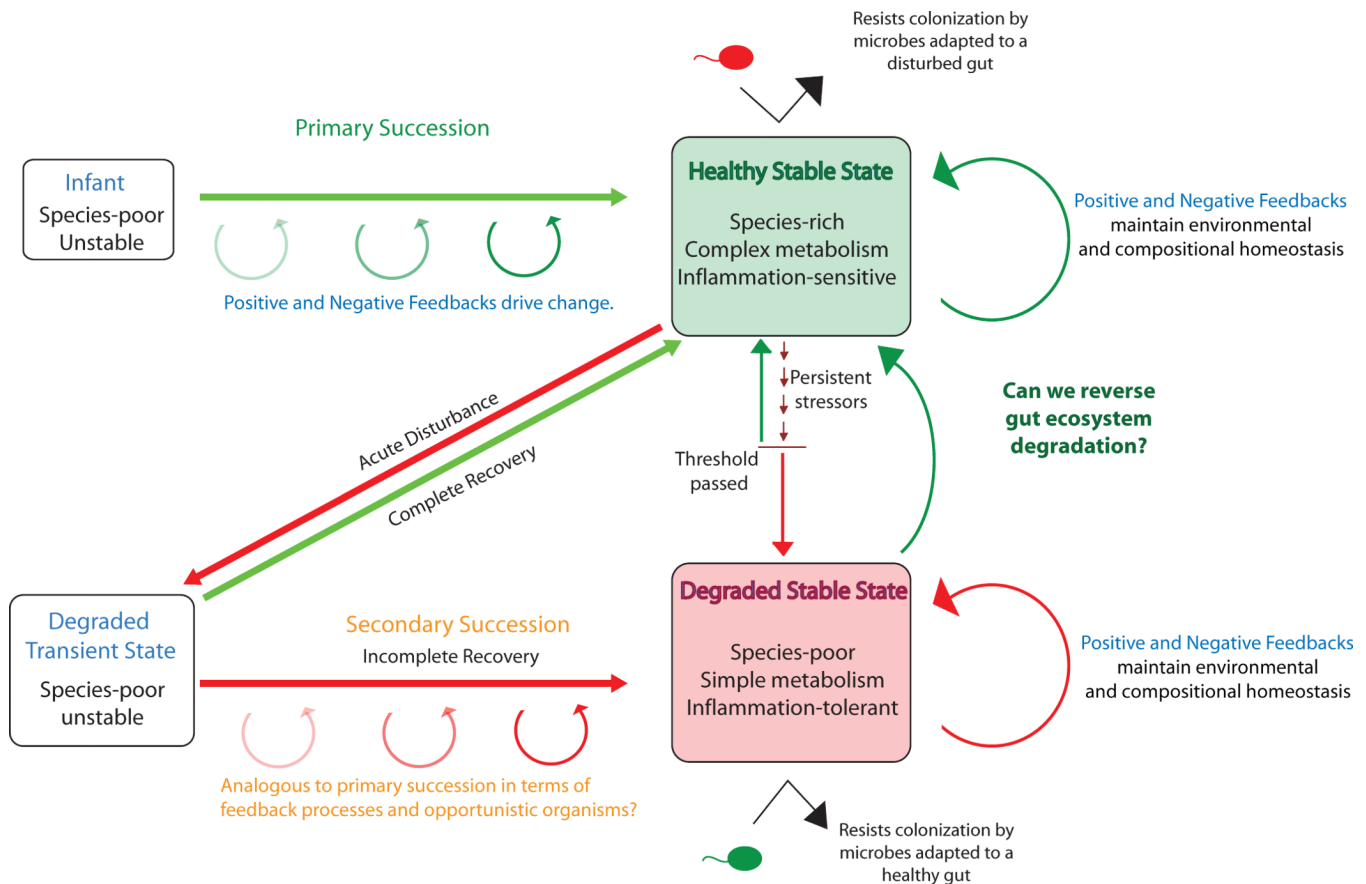 Resists colonization by
microbes adapted to a
disturbed gut
Primary Succession
Infant
Species-poor
Unstable
Healthy Stable State
Species-rich
Complex metabolism
Inflammation-sensitive
Positive and Negative Feedbacks
maintain environmental
and compositional homeostasis
Positive and Negative Feedbacks drive change.
Acute Disturbance
Complete Recovery
Persistent
stressors
Threshold
passed
Can we reverse
gut ecosystem
degradation?
Degraded
Transient State
Species-poor
unstable
Secondary Succession
Incomplete Recovery
Degraded Stable State
Species-poor
Simple metabolism
Inflammation-tolerant
Positive and Negative Feedbacks
maintain environmental
and compositional homeostasis
Analogous to primary succession in terms of
feedback processes and opportunistic organisms?
Resists colonization by
microbes adapted to a
healthy gut